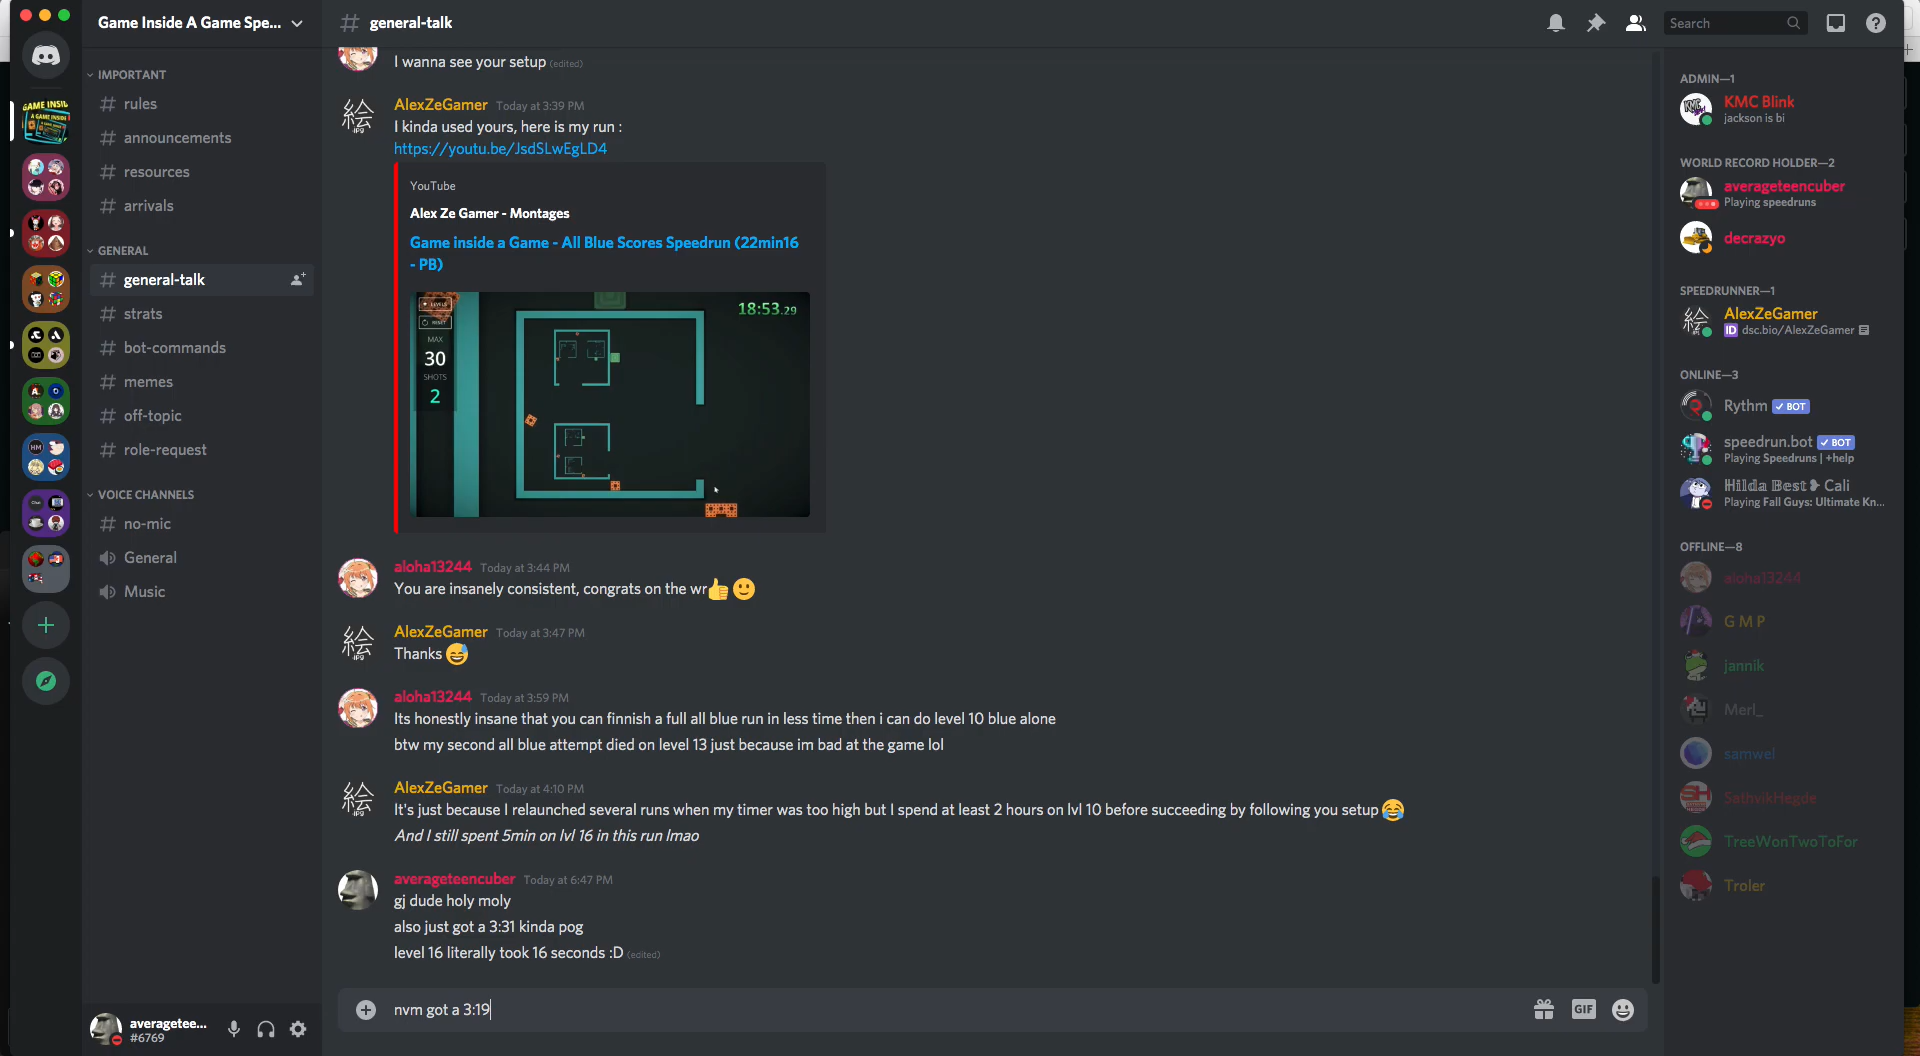 Game Inside A Game Spe...
IMPORTANT
# rules
# announcements
# resources
# arrivals
GENERAL
# general-talk
# strats
# bot-commands
# memes
# off-topic
# role-request
VOICE CHANNELS
# no-mic
General
Music
averagetee...
#6769
# general-talk
Search
I wanna see your setup (edited)
AlexZeGamer Today at 3:39 PM
I kinda used yours, here is my run :
https://youtu.be/JsdSLwEgLD4
YouTube
Alex Ze Gamer - Montages
Game inside a Game - All Blue Scores Speedrun (22min16
- PB)
LEVELS
RESET
MAX
30
SHOTS
2
18:53.29
aloha13244 Today at 3:44 PM
You are insanely consistent, congrats on the wr👍🙂
AlexZeGamer Today at 3:47 PM
Thanks 😅
aloha13244 Today at 3:59 PM
Its honestly insane that you can finnish a full all blue run in less time then i can do level 10 blue alone
btw my second all blue attempt died on level 13 just because im bad at the game lol
AlexZeGamer Today at 4:10 PM
It's just because I relaunched several runs when my timer was too high but I spend at least 2 hours on lvl 10 before succeeding by following you setup 😂
And I still spent 5min on lvl 16 in this run lmao
averageteencuber Today at 6:47 PM
gj dude holy moly
also just got a 3:31 kinda pog
level 16 literally took 16 seconds :D (edited)
nvm got a 3:19
GIF
ADMIN—1
KMC Blink
jackson is bi
WORLD RECORD HOLDER—2
averageteencuber
Playing speedruns
decrazyo
SPEEDRUNNER—1
AlexZeGamer
ID dsc.bio/AlexZeGamer
ONLINE—3
Rythm ✓ BOT
speedrun.bot ✓ BOT
Playing Speedruns | +help
ℍ𝕚𝕝𝕕𝕒 𝔹𝕖𝕤𝕥 ❥ Cali
Playing Fall Guys: Ultimate Kn...
OFFLINE—8
aloha13244
G M P
jannik
Merl_
samwel
SathvikHegde
TreeWonTwoToFor
Troler